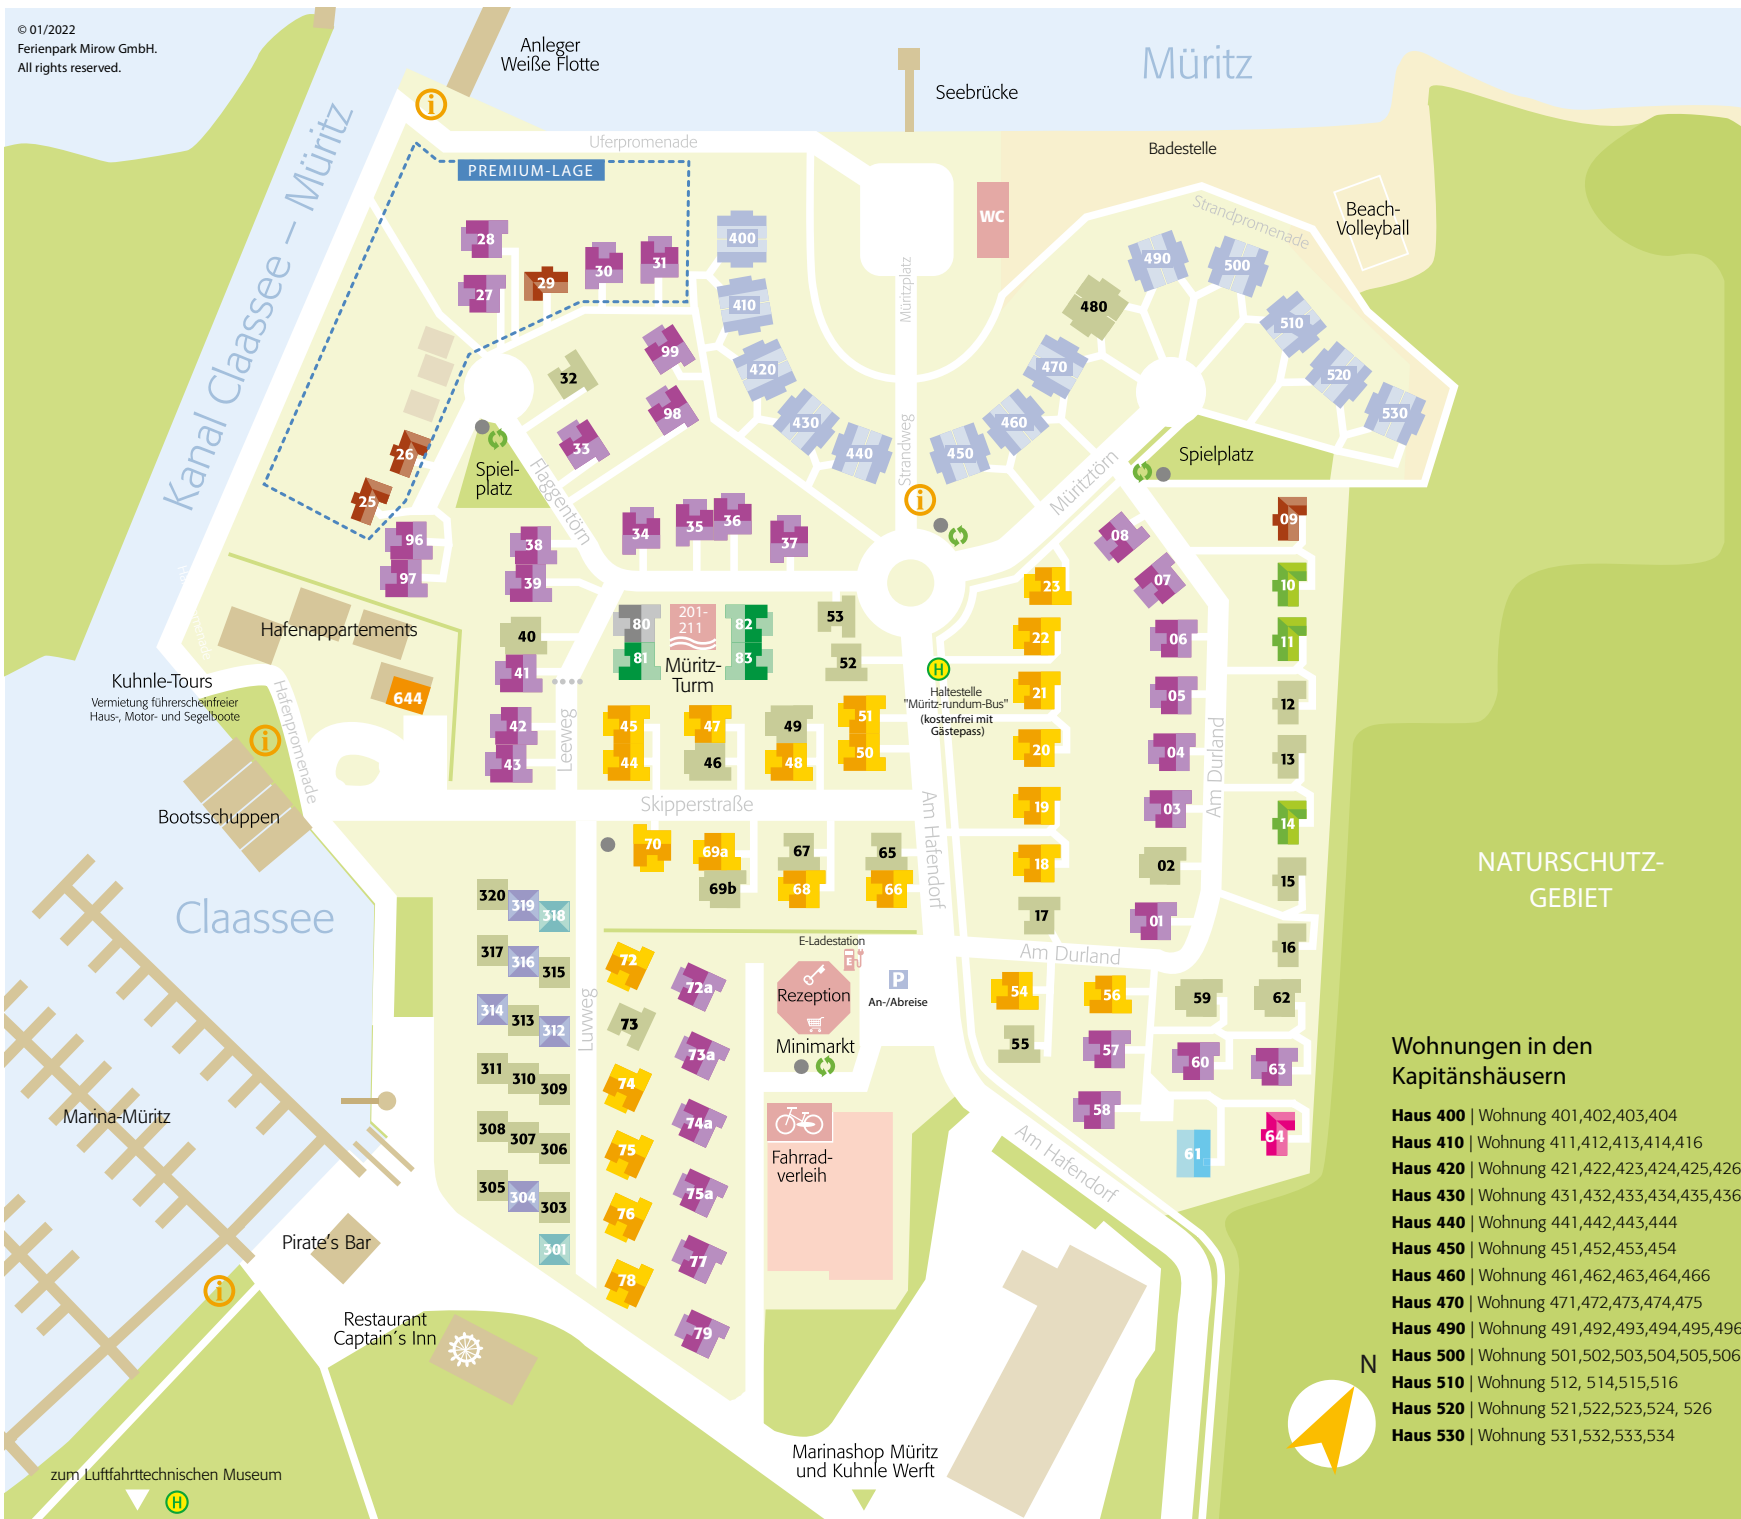 © 01/2022
Ferienpark Mirow GmbH.
All rights reserved.
Anleger
Weiße Flotte
Seebrücke
Müritz
Kanal Claassee – Müritz
Uferpromenade
PREMIUM-LAGE
Badestelle
Strandpromenade
Beach-
Volleyball
WC
Müritzplatz
28
27
29
30
31
400
410
420
430
440
450
460
470
480
490
500
510
520
530
99
98
32
33
26
25
Spiel-
platz
Flaggentörn
Strandweg
Müritztörn
Spielplatz
96
97
38
39
34
35
36
37
08
07
09
10
11
12
13
14
15
16
23
22
21
20
19
18
17
06
05
04
03
02
01
Hafenappartements
644
40
41
42
43
80
81
201-
211
82
83
Müritz-
Turm
53
52
H
Haltestelle
"Müritz-rundum-Bus"
(kostenfrei mit
Gästepass)
Kuhnle-Tours
Vermietung führerscheinfreier
Haus-, Motor- und Segelboote
Hafenpromenade
Leeweg
45
44
47
46
49
48
51
50
Am Durland
Bootsschuppen
Skipperstraße
Am Hafendorf
70
69a
69b
67
68
65
66
Claassee
320
319
318
317
316
315
314
313
312
311
310
309
308
307
306
305
304
303
301
Luvweg
72
73
74
75
76
78
72a
73a
74a
75a
77
79
E-Ladestation
E
Rezeption
P
An-/Abreise
Minimarkt
Fahrrad-
verleih
Am Durland
54
55
56
57
58
59
60
61
62
63
64
Am Hafendorf
NATURSCHUTZ-
GEBIET
Marina-Müritz
Pirate's Bar
Restaurant
Captain´s Inn
Marinashop Müritz
und Kuhnle Werft
zum Luftfahrttechnischen Museum
H
N
Wohnungen in den
Kapitänshäusern
Haus 400 | Wohnung 401,402,403,404
Haus 410 | Wohnung 411,412,413,414,416
Haus 420 | Wohnung 421,422,423,424,425,426
Haus 430 | Wohnung 431,432,433,434,435,436
Haus 440 | Wohnung 441,442,443,444
Haus 450 | Wohnung 451,452,453,454
Haus 460 | Wohnung 461,462,463,464,466
Haus 470 | Wohnung 471,472,473,474,475
Haus 490 | Wohnung 491,492,493,494,495,496
Haus 500 | Wohnung 501,502,503,504,505,506
Haus 510 | Wohnung 512, 514,515,516
Haus 520 | Wohnung 521,522,523,524, 526
Haus 530 | Wohnung 531,532,533,534